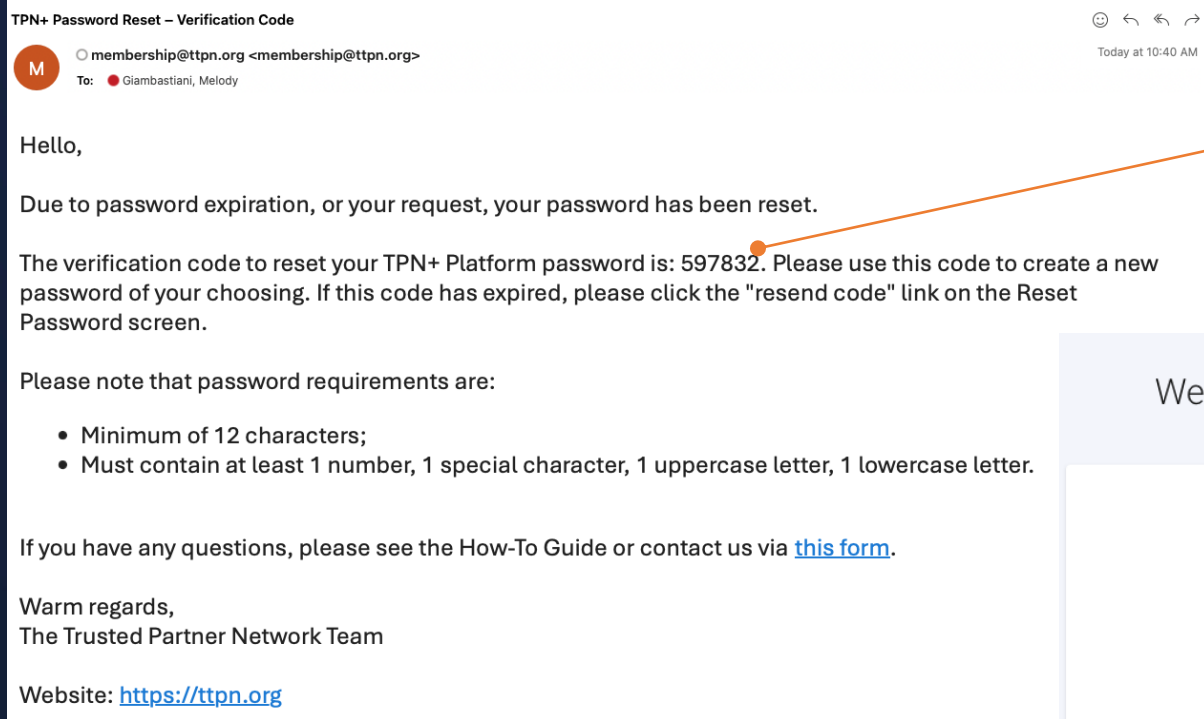 TPN+ Password Reset – Verification Code
M
membership@ttpn.org <membership@ttpn.org>
Today at 10:40 AM
To: Giambastiani, Melody
Hello,
Due to password expiration, or your request, your password has been reset.
The verification code to reset your TPN+ Platform password is: 597832. Please use this code to create a new
password of your choosing. If this code has expired, please click the "resend code" link on the Reset
Password screen.
We
Please note that password requirements are:
• Minimum of 12 characters;
• Must contain at least 1 number, 1 special character, 1 uppercase letter, 1 lowercase letter.
If you have any questions, please see the How-To Guide or contact us via this form.
Warm regards,
The Trusted Partner Network Team
Website: https://ttpn.org